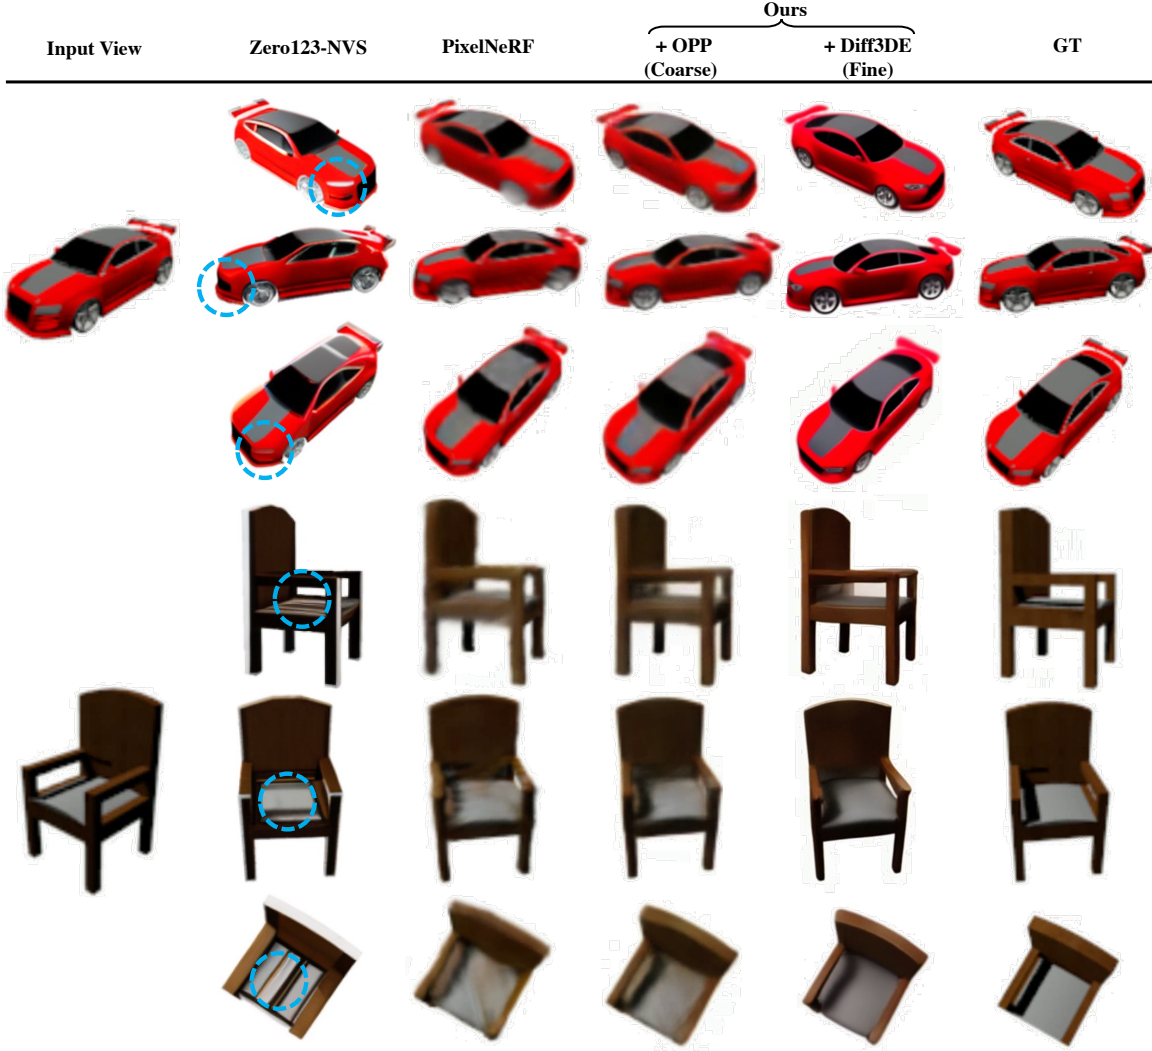 Ours
Input View
Zero123-NVS
PixelNeRF
+ OPP
(Coarse)
+ Diff3DE
(Fine)
GT